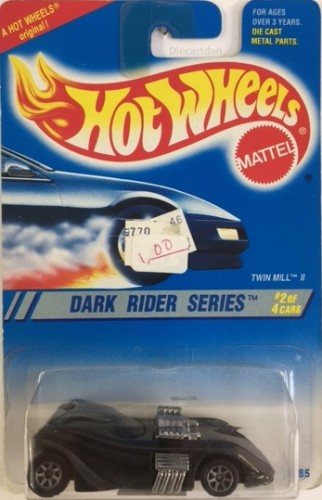 A HOT WHEELS®
original!
FOR AGES
OVER 3 YEARS.
DIE CAST
METAL PARTS.
Diecastdan
Hot Wheels
®
MATTEL®
6770 46
1.00
TWIN MILL™ II
DARK RIDER SERIES™
#2 OF
4 CARS
85